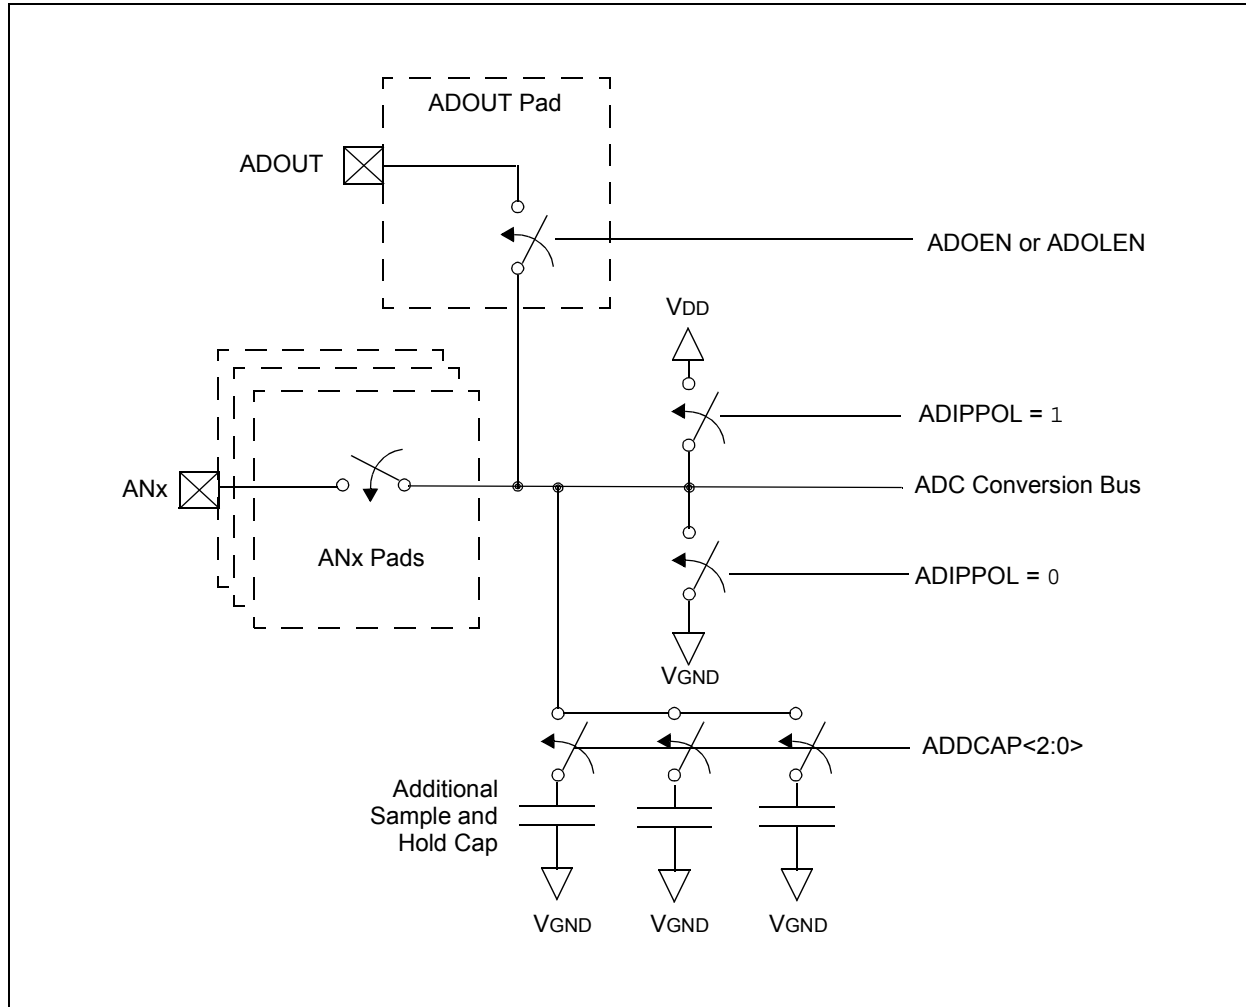 ADOUT Pad
ADOUT
ADOEN or ADOLEN
VDD
ADIPPOL = 1
ANx
ADC Conversion Bus
ANx Pads
ADIPPOL = 0
VGND
ADDCAP<2:0>
Additional
Sample and
Hold Cap
VGND
VGND
VGND